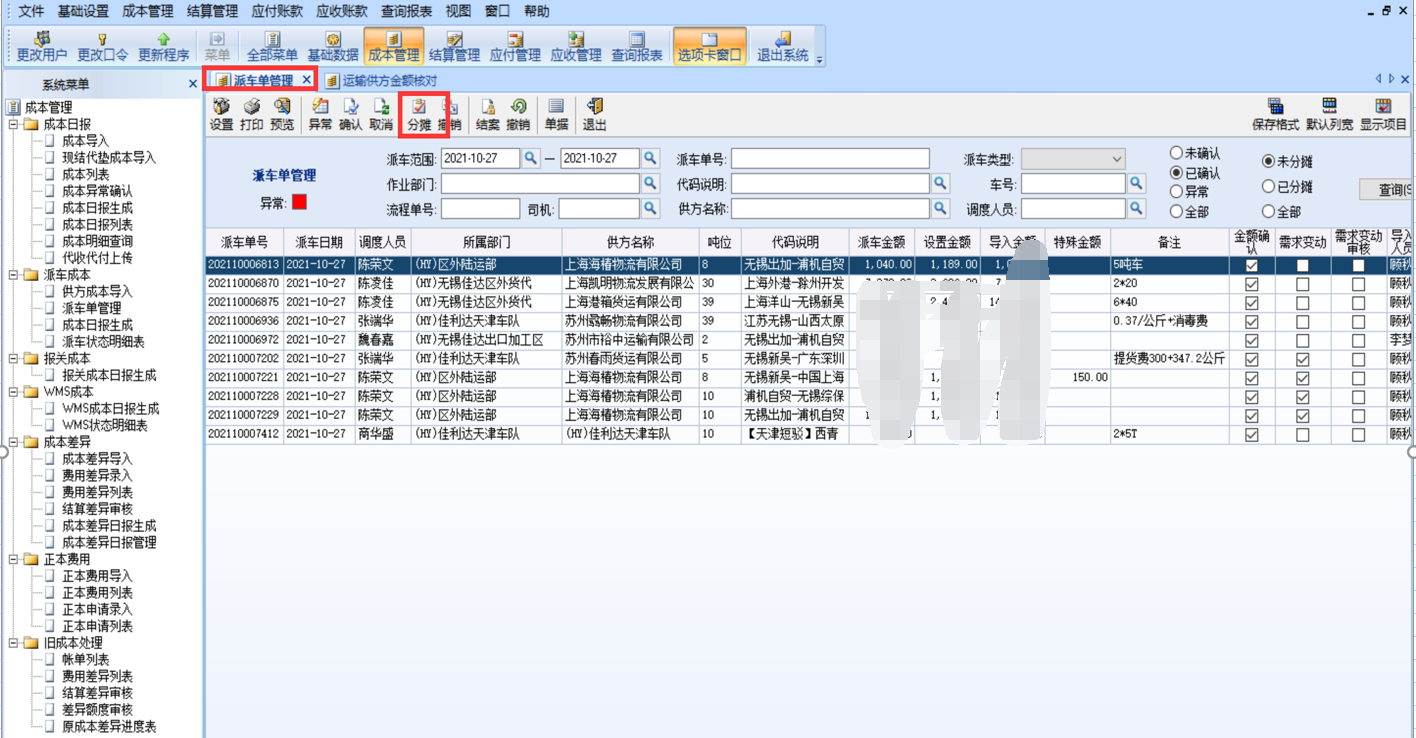 文件 基础设置 成本管理 结算管理 应付账款 应收账款 查询报表 视图 窗口 帮助
更改用户 更改口令 更新程序 菜单 全部菜单 基础数据 成本管理 结算管理 应付管理 应收管理 查询报表 选项卡窗口 退出系统
系统菜单
派车单管理 运输供方金额核对
成本管理
成本日报
成本导入
现结代垫成本导入
成本列表
成本异常确认
成本日报生成
成本日报列表
成本明细查询
代收代付上传
派车成本
供方成本导入
派车单管理
成本日报生成
派车状态明细表
报关成本
报关成本日报生成
WMS成本
WMS成本日报生成
WMS状态明细表
成本差异
成本差异导入
费用差异录入
费用差异列表
结算差异审核
成本差异日报生成
成本差异日报管理
正本费用
正本费用导入
正本费用列表
正本申请录入
正本申请列表
旧成本处理
帐单列表
费用差异列表
结算差异审核
差异额度审核
原成本差异进度表
设置 打印 预览 异常 确认 取消 分摊 撤销 结案 撤销 单据 退出 保存格式 默认列宽 显示项目
派车单管理
异常:
派车范围: 2021-10-27 — 2021-10-27 派车单号: 派车类型:
作业部门: 代码说明: 车号:
流程单号: 司机: 供方名称: 调度人员:
未确认
已确认
异常
全部
未分摊
已分摊
全部
查询(S
派车单号 派车日期 调度人员 所属部门 供方名称 吨位 代码说明 派车金额 设置金额 导入金额 特殊金额 备注 金额确认 需求变动 需求变动审核 导入人员
202110006813 2021-10-27 陈荣文 (HY)区外陆运部 上海海椿物流有限公司 8 无锡出加-浦机自贸 1,040.00 1,189.00 5吨车 顾秋
202110006870 2021-10-27 陈凌佳 (HY)无锡佳达区外货代 上海凯明物流发展有限公 30 上海外港-滁州开发 2*20 顾秋
202110006875 2021-10-27 陈凌佳 (HY)无锡佳达区外货代 上海港箱货运有限公司 39 上海洋山-无锡新吴 6*40 顾秋
202110006936 2021-10-27 张端华 (HY)佳利达天津车队 苏州骉畅物流有限公司 39 江苏无锡-山西太原 0.37/公斤+消毒费 顾秋
202110006972 2021-10-27 魏春嘉 (HY)无锡佳达出口加工区 苏州市裕中运输有限公司 2 无锡出加-浦机自贸 李梦
202110007202 2021-10-27 张端华 (HY)佳利达天津车队 苏州春雨货运有限公司 5 无锡新吴-广东深圳 提货费300+347.2公斤 顾秋
202110007221 2021-10-27 陈荣文 (HY)区外陆运部 上海海椿物流有限公司 8 无锡新吴-中国上海 150.00 顾秋
202110007228 2021-10-27 陈荣文 (HY)区外陆运部 上海海椿物流有限公司 10 浦机自贸-无锡综保 顾秋
202110007229 2021-10-27 陈荣文 (HY)区外陆运部 上海海椿物流有限公司 10 无锡出加-浦机自贸 顾秋
202110007412 2021-10-27 商华盛 (HY)佳利达天津车队 (HY)佳利达天津车队 10 【天津短驳】西青 2*5T 顾秋